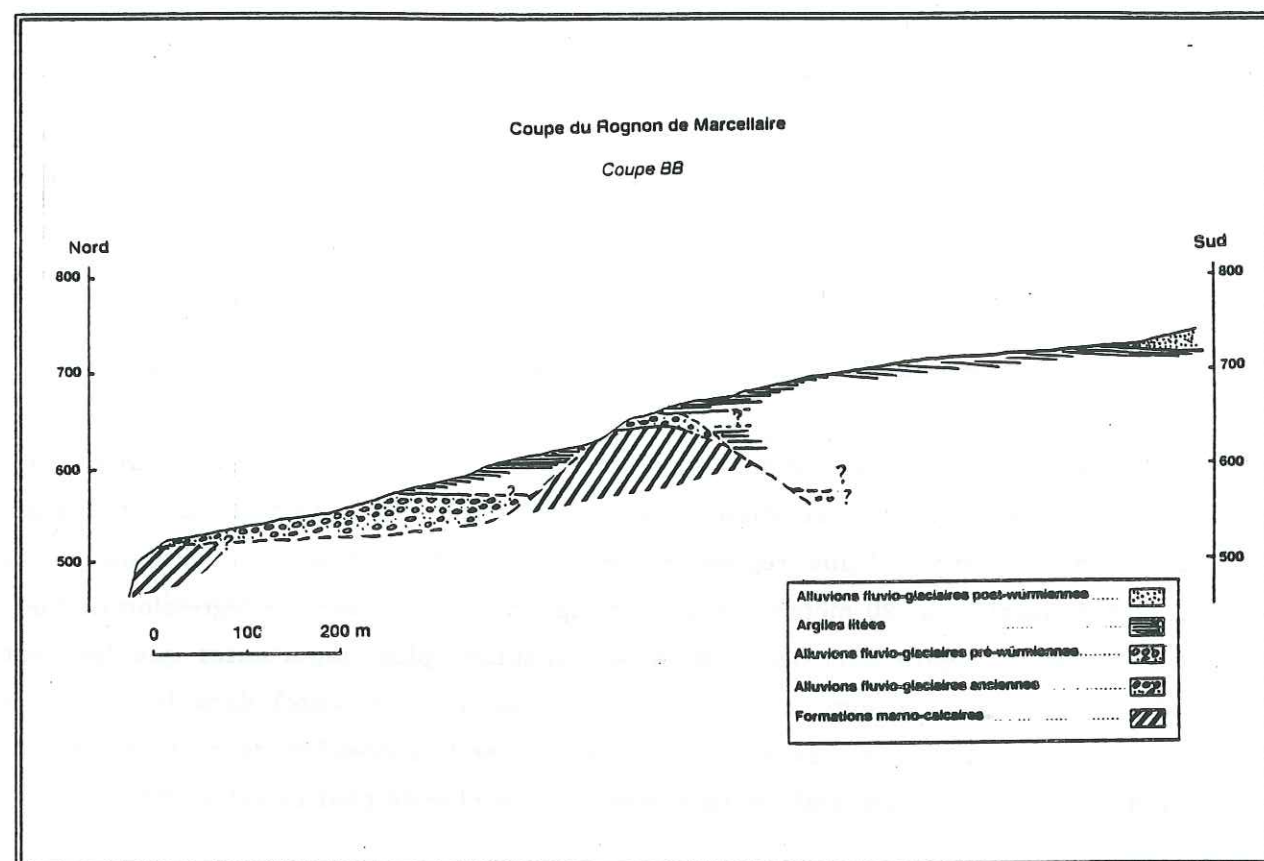 Coupe du Rognon de Marcellaire
Coupe BB
Nord
Sud
800
800
700
700
600
600
500
500
?
?
?
?
?
0 100 200 m
Alluvions fluvio-glaciaires post-würmiennes
Argiles litées
Alluvions fluvio-glaciaires pré-würmiennes
Alluvions fluvio-glaciaires anciennes
Formations marno-calcaires